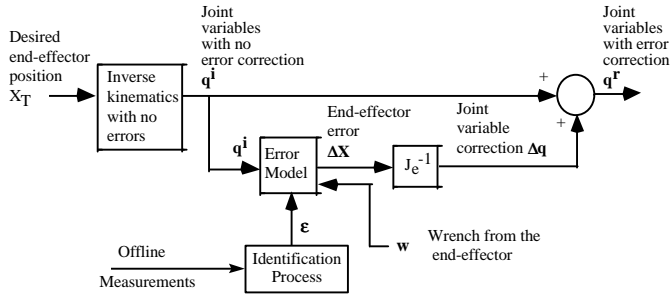 Desired
end-effector
position
X_T
Inverse
kinematics
with no
errors
Joint
variables
with no
error correction
q^i
+
Joint
variables
with error
correction
q^r
+
q^i
Error
Model
End-effector
error
ΔX
J_e^-1
Joint
variable
correction Δq
w
Wrench from the
end-effector
ε
Offline
Measurements
Identification
Process